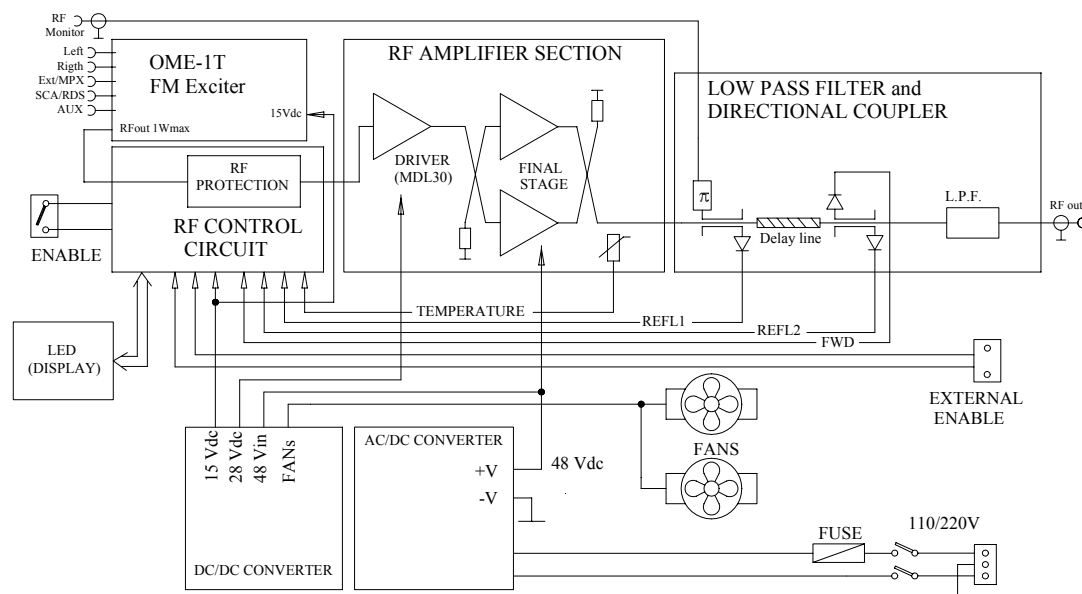 RF
Monitor
Left
Rigth
Ext/MPX
SCA/RDS
AUX
OME-1T
FM Exciter
15Vdc
RFout 1Wmax
RF
PROTECTION
RF CONTROL
CIRCUIT
ENABLE
LED
(DISPLAY)
RF AMPLIFIER SECTION
DRIVER
(MDL30)
FINAL
STAGE
LOW PASS FILTER and
DIRECTIONAL COUPLER
π
Delay line
L.P.F.
RF out
TEMPERATURE
REFL1
REFL2
FWD
EXTERNAL
ENABLE
15 Vdc
28 Vdc
48 Vin
FANs
DC/DC CONVERTER
AC/DC CONVERTER
+V
-V
48 Vdc
FANS
FUSE
110/220V